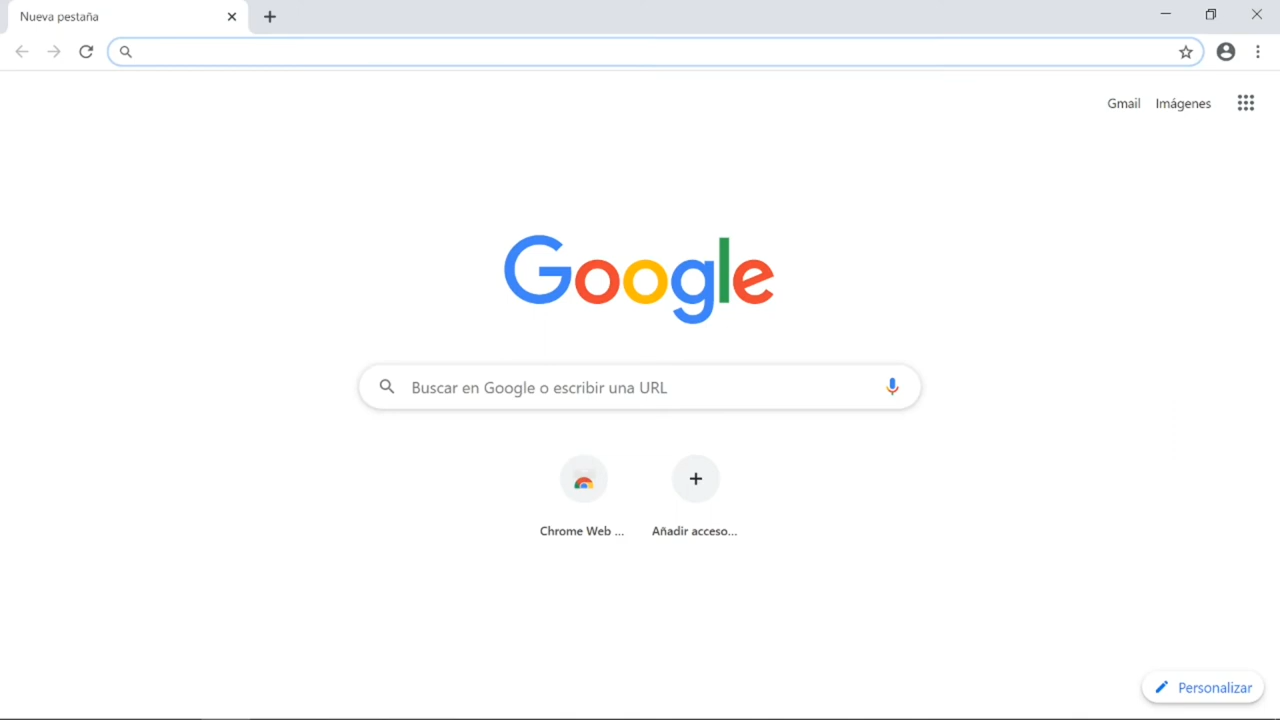 Nueva pestaña
Gmail Imágenes
Google
Buscar en Google o escribir una URL
Chrome Web ... Añadir acceso...
Personalizar